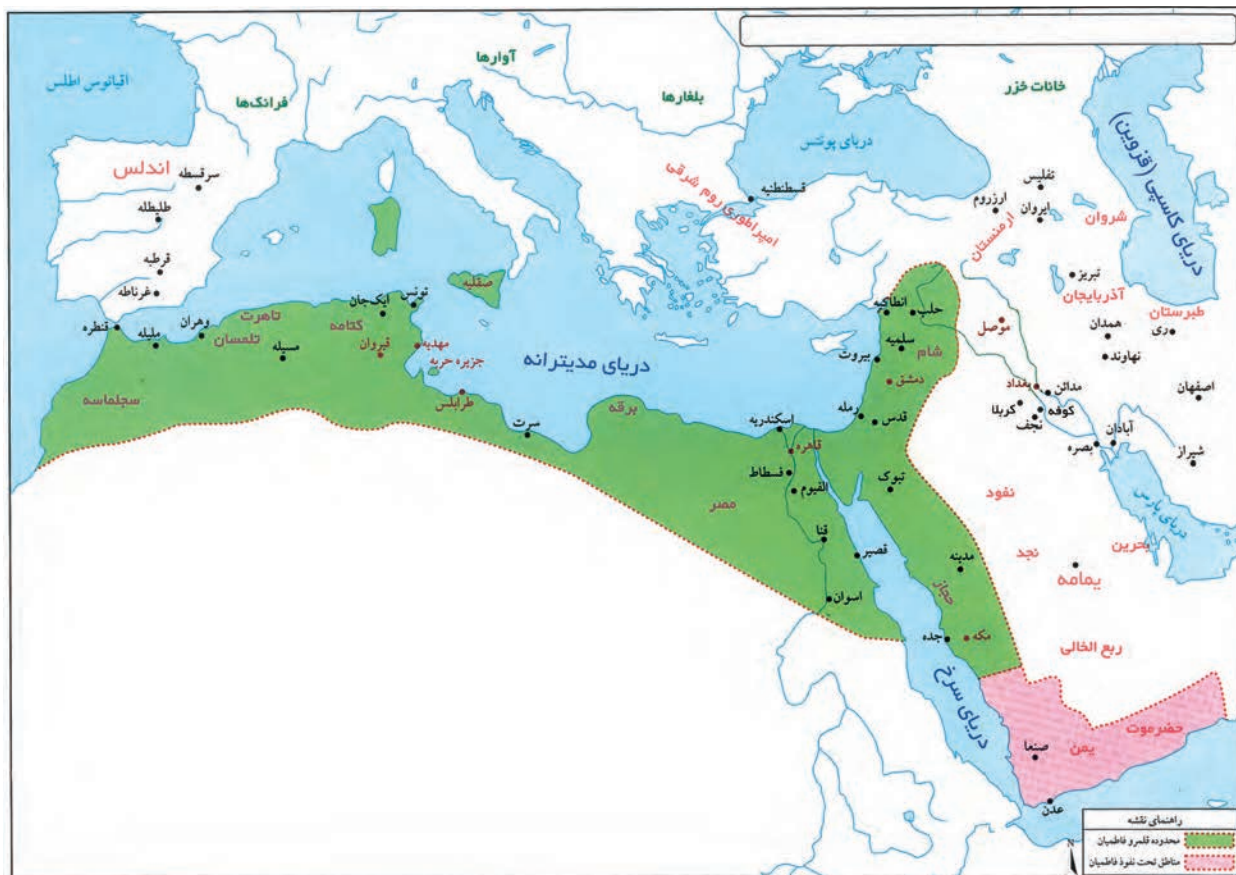 آوارها
خانات خزر
اقیانوس اطلس
فرانک‌ها
بلغارها
دریای کاسپی (قزوین)
دریای پونتس
اندلس
سرقسطه
قسطنطنیه
تفلیس
ارزروم
ایروان
شروان
ارمنستان
طلیطله
امپراطوری روم شرقی
قرطبه
غرناطه
صقلیه
تبریز
آذربایجان
طبرستان
ری
همدان
نهاوند
موصل
انطاکیه
حلب
سلمیه
شام
بیروت
دمشق
تونس
ایکجان
کتامه
تاهرت
تلمسان
وهران
ملیله
قنطره
مسیله
قیروان
مهدیه
جزیره جربه
دریای مدیترانه
سجلماسه
طرابلس
سرت
برقه
اسکندریه
رمله
قدس
بغداد
مدائن
کربلا
کوفه
نجف
اصفهان
آبادان
بصره
شیراز
قاهره
فسطاط
الفیوم
مصر
تبوک
نفود
دریای پارس
قنا
قصیر
مدینه
نجد
بحرین
یمامه
حجاز
اسوان
جده
مکه
ربع الخالی
دریای سرخ
حضرموت
یمن
صنعا
عدن
راهنمای نقشه
محدوده قلمرو فاطمیان
مناطق تحت نفوذ فاطمیان
N